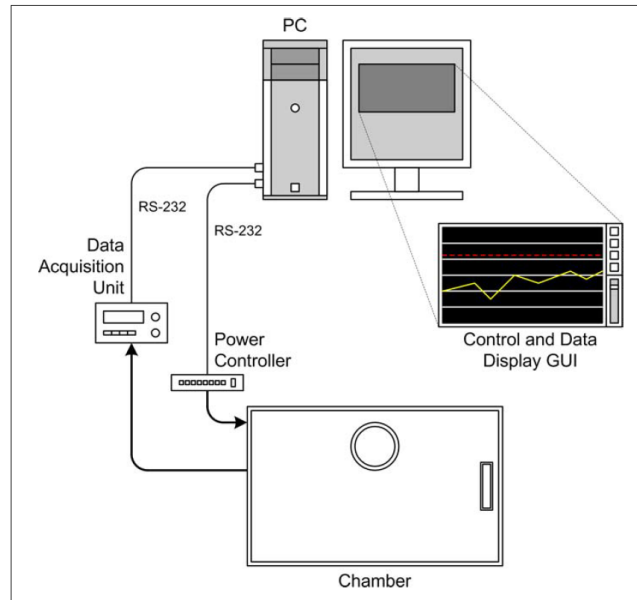 PC
RS-232
RS-232
Data
Acquisition
Unit
Power
Controller
Control and Data
Display GUI
Chamber